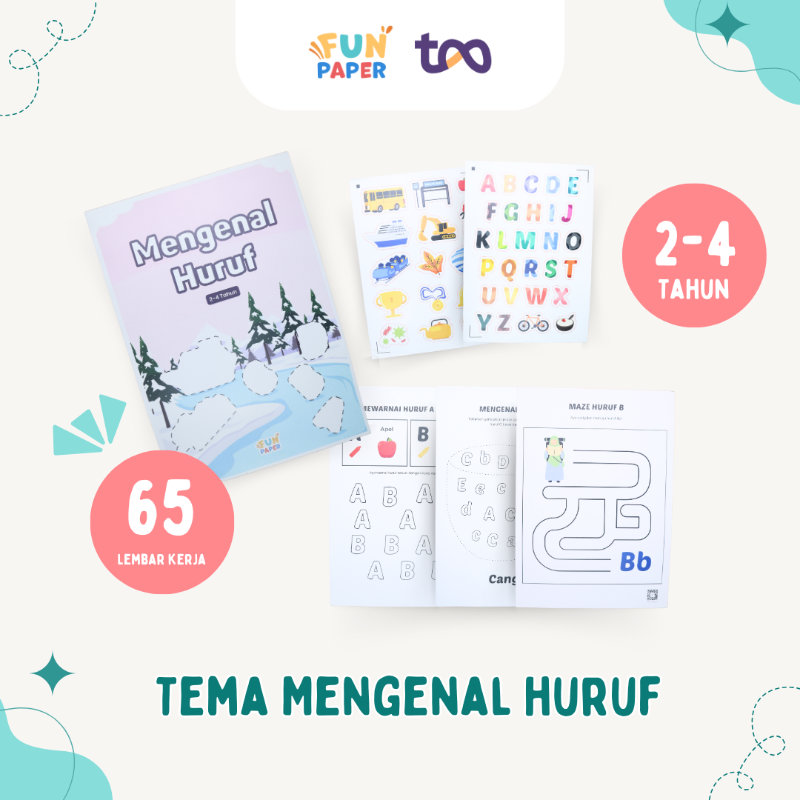 FUN
PAPER
too
Mengenal
Huruf
2-4 Tahun
FUN
PAPER
A B C D E
F G H I J
K L M N O
P Q R S T
U V W X
Y Z
2-4
TAHUN
65
LEMBAR KERJA
MEWARNAI HURUF A
Apel
B
A B A
A A
B B A
A B
MENGENAL
C b D
E e c
d A C
c c a
Cang
MAZE HURUF B
Bb
TEMA MENGENAL HURUF